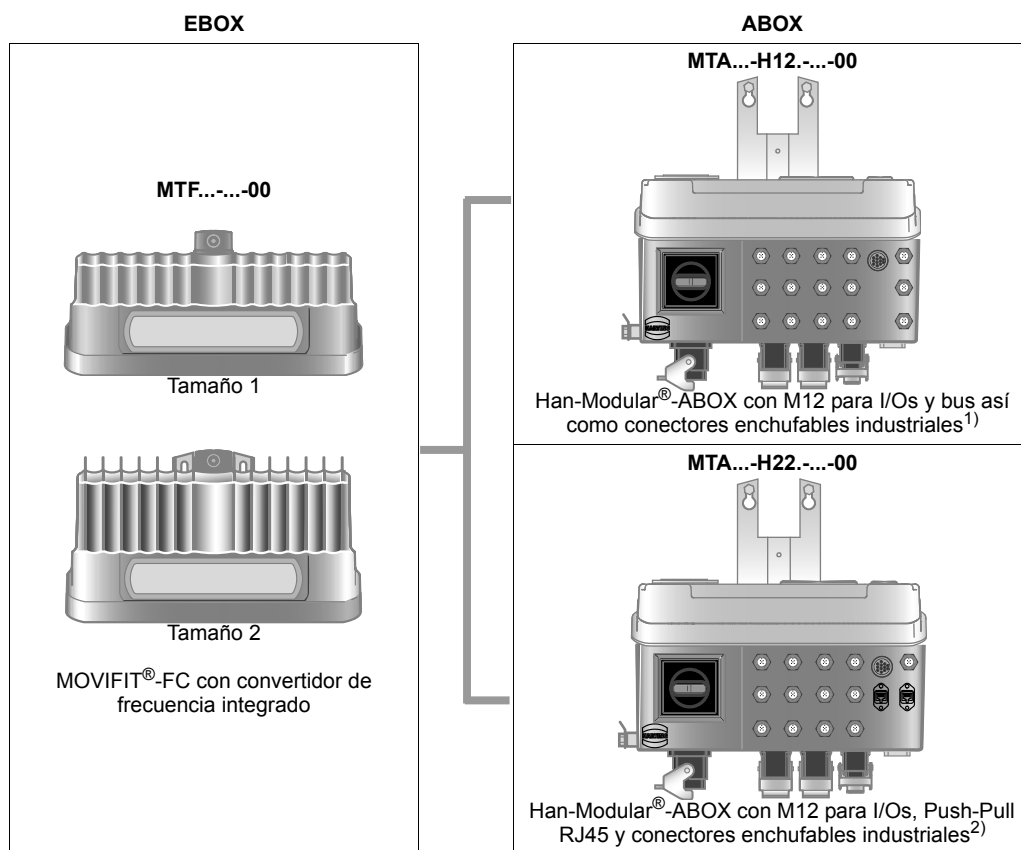 EBOX
MTF...-...-00
Tamaño 1
Tamaño 2
MOVIFIT®-FC con convertidor de
frecuencia integrado
ABOX
MTA...-H12.-...-00
HARTING
Han-Modular®-ABOX con M12 para I/Os y bus así
como conectores enchufables industriales1)
MTA...-H22.-...-00
HARTING
Han-Modular®-ABOX con M12 para I/Os, Push-Pull
RJ45 y conectores enchufables industriales2)